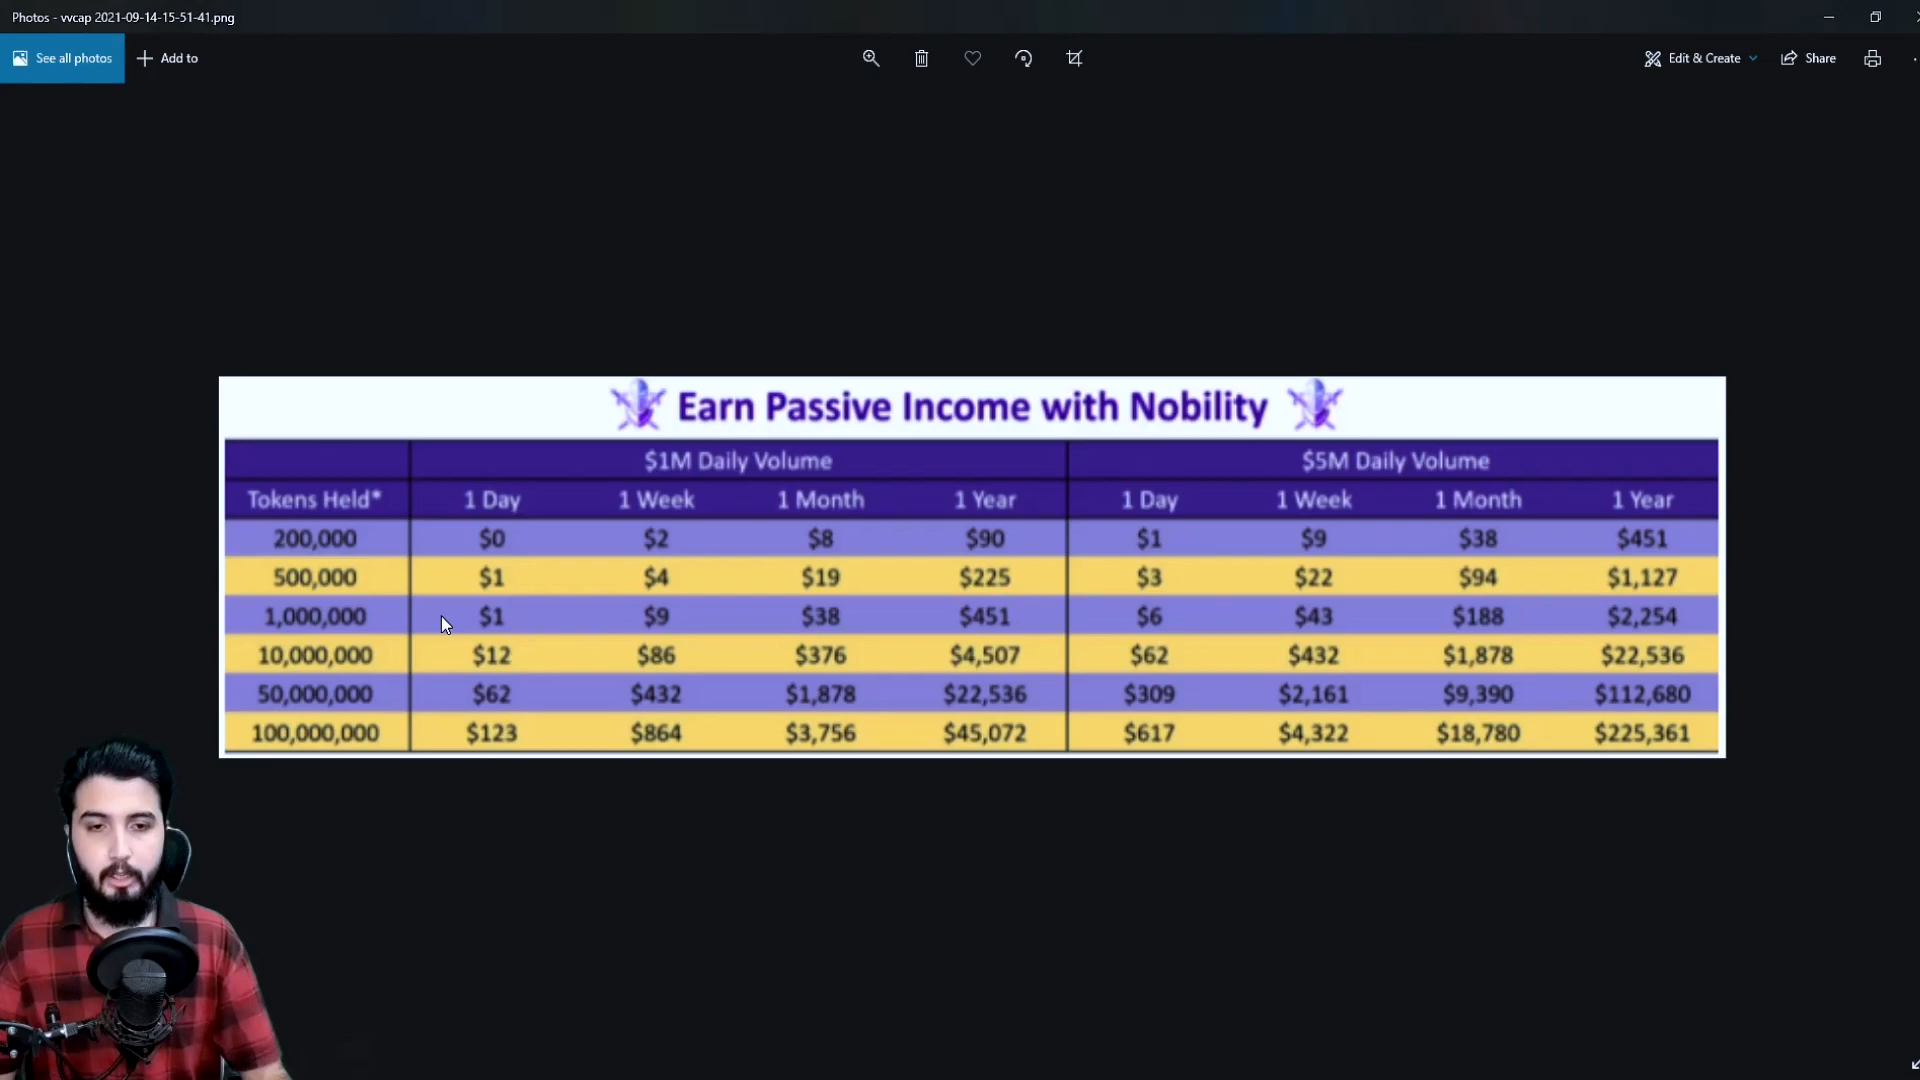 Photos - vvcap 2021-09-14-15-51-41.png
See all photos Add to Edit & Create Share
Earn Passive Income with Nobility
$1M Daily Volume $5M Daily Volume
Tokens Held* 1 Day 1 Week 1 Month 1 Year 1 Day 1 Week 1 Month 1 Year
200,000 $0 $2 $8 $90 $1 $9 $38 $451
500,000 $1 $4 $19 $225 $3 $22 $94 $1,127
1,000,000 $1 $9 $38 $451 $6 $43 $188 $2,254
10,000,000 $12 $86 $376 $4,507 $62 $432 $1,878 $22,536
50,000,000 $62 $432 $1,878 $22,536 $309 $2,161 $9,390 $112,680
100,000,000 $123 $864 $3,756 $45,072 $617 $4,322 $18,780 $225,361